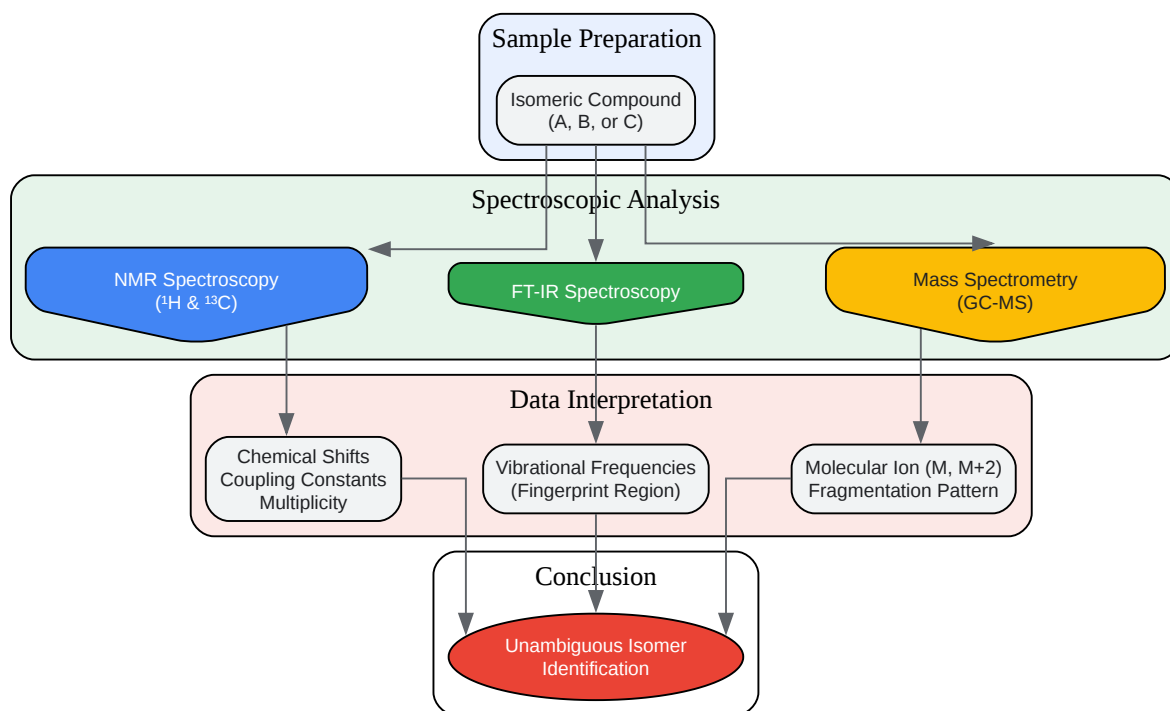 Sample Preparation
Isomeric Compound
(A, B, or C)
Spectroscopic Analysis
NMR Spectroscopy
(¹H & ¹³C)
FT-IR Spectroscopy
Mass Spectrometry
(GC-MS)
Data Interpretation
Chemical Shifts
Coupling Constants
Multiplicity
Vibrational Frequencies
(Fingerprint Region)
Molecular Ion (M, M+2)
Fragmentation Pattern
Conclusion
Unambiguous Isomer
Identification